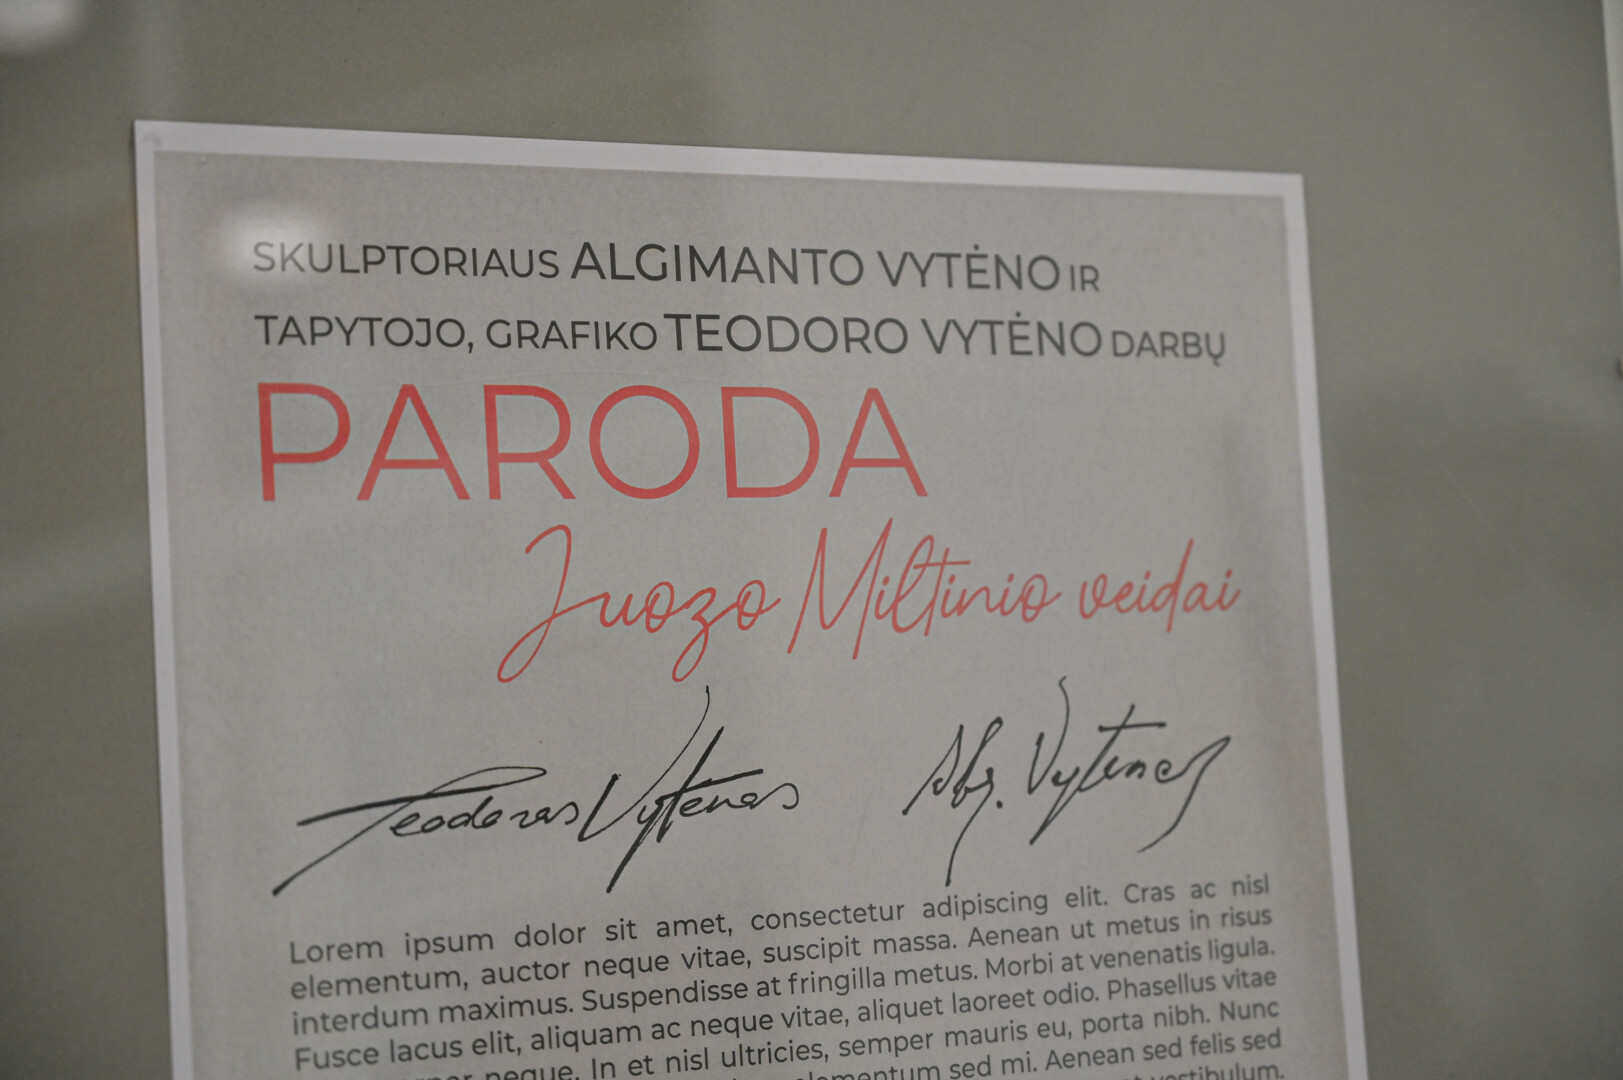 SKULPTORIAUS ALGIMANTO VYTĖNO IR
TAPYTOJO, GRAFIKO TEODORO VYTĖNO DARBŲ
PARODA
Juozo Miltinio veidai
Teodoras Vytėnas
Alg. Vytėnas
Lorem ipsum dolor sit amet, consectetur adipiscing elit. Cras ac nisl
elementum, auctor neque vitae, suscipit massa. Aenean ut metus in risus
interdum maximus. Suspendisse at fringilla metus. Morbi at venenatis ligula.
Fusce lacus elit, aliquam ac neque vitae, aliquet laoreet odio. Phasellus vitae
neque. In et nisl ultricies, semper mauris eu, porta nibh. Nunc
elementum sed mi. Aenean sed felis sed
vestibulum.